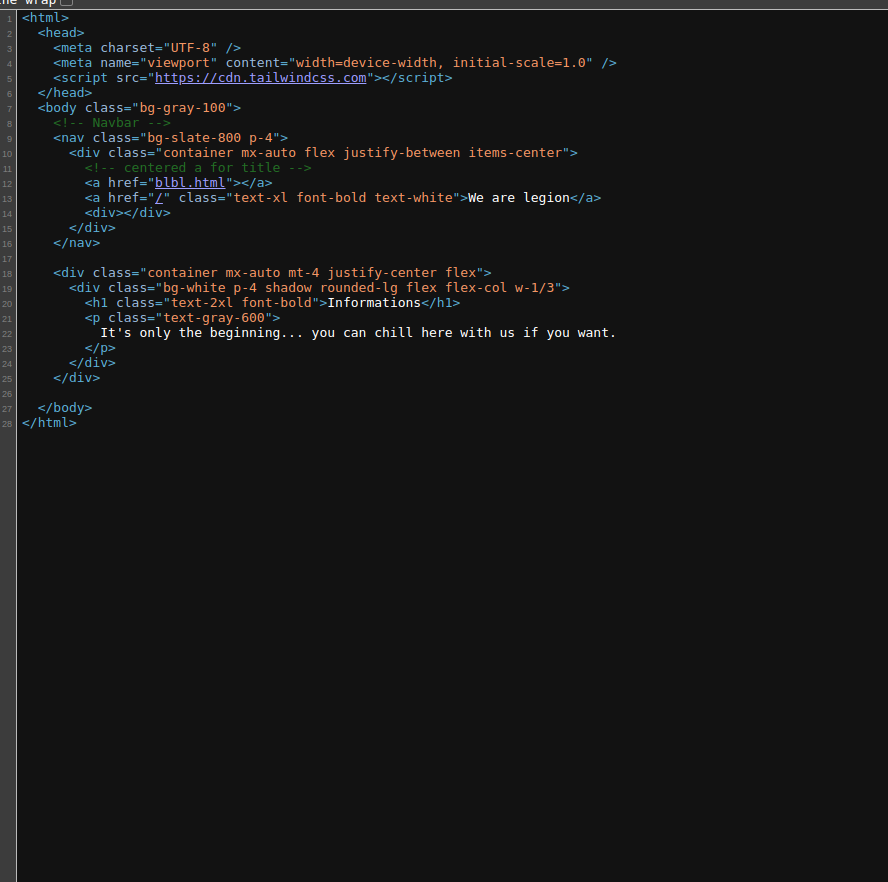 the wrap
1 <html>
2 <head>
3 <meta charset="UTF-8" />
4 <meta name="viewport" content="width=device-width, initial-scale=1.0" />
5 <script src="https://cdn.tailwindcss.com"></script>
6 </head>
7 <body class="bg-gray-100">
8 <!-- Navbar -->
9 <nav class="bg-slate-800 p-4">
10 <div class="container mx-auto flex justify-between items-center">
11 <!-- centered a for title -->
12 <a href="blbl.html"></a>
13 <a href="/" class="text-xl font-bold text-white">We are legion</a>
14 <div></div>
15 </div>
16 </nav>
17
18 <div class="container mx-auto mt-4 justify-center flex">
19 <div class="bg-white p-4 shadow rounded-lg flex flex-col w-1/3">
20 <h1 class="text-2xl font-bold">Informations</h1>
21 <p class="text-gray-600">
22 It's only the beginning... you can chill here with us if you want.
23 </p>
24 </div>
25 </div>
26
27 </body>
28 </html>